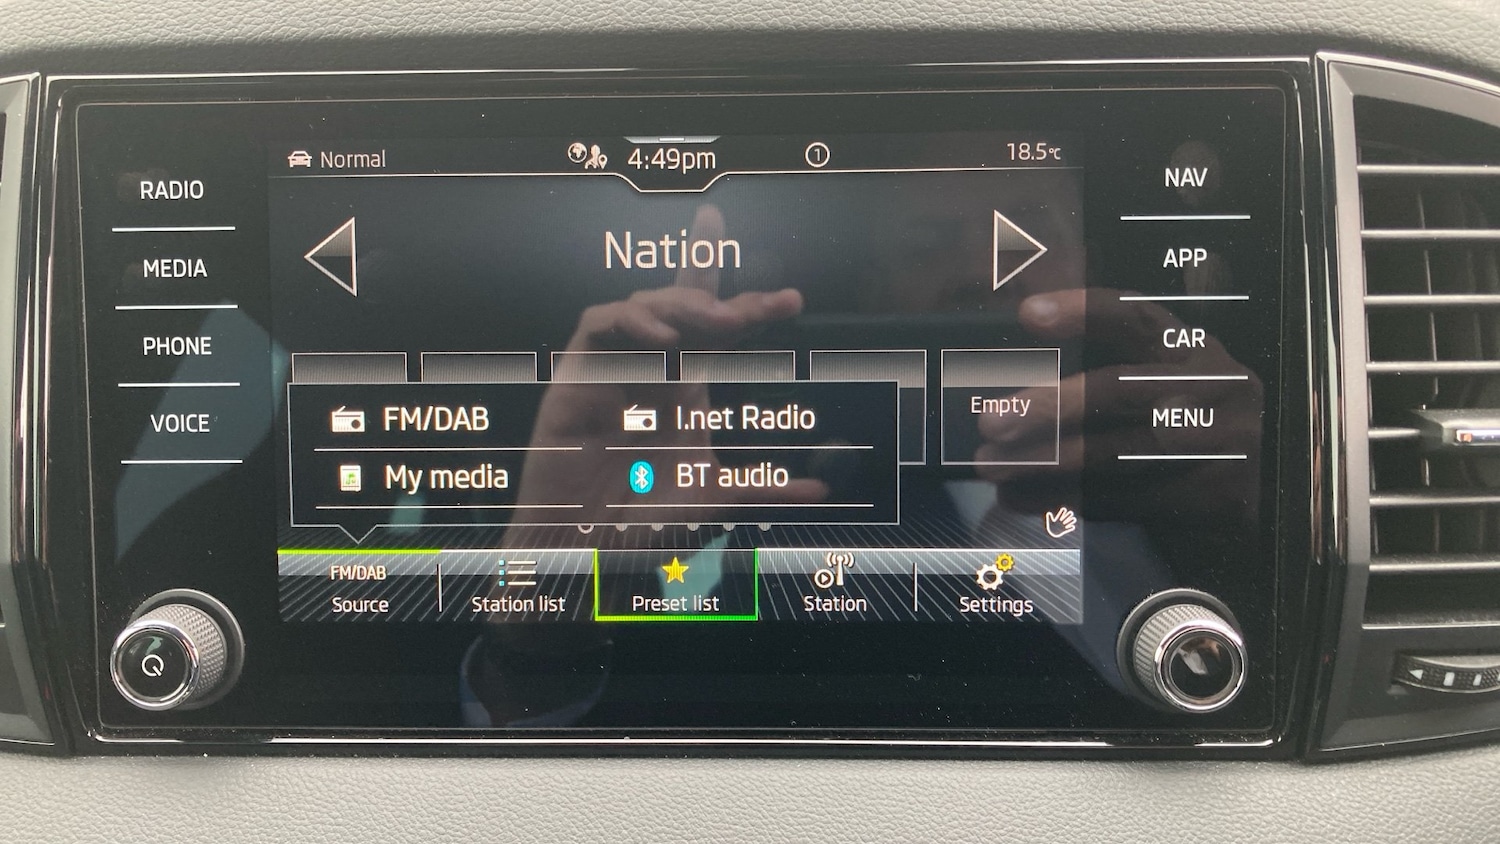 Normal
4:49pm
1
18.5°C
RADIO
MEDIA
PHONE
VOICE
Nation
NAV
APP
CAR
MENU
Empty
FM/DAB
I.net Radio
My media
BT audio
FM/DAB
Source
Station list
Preset list
Station
Settings